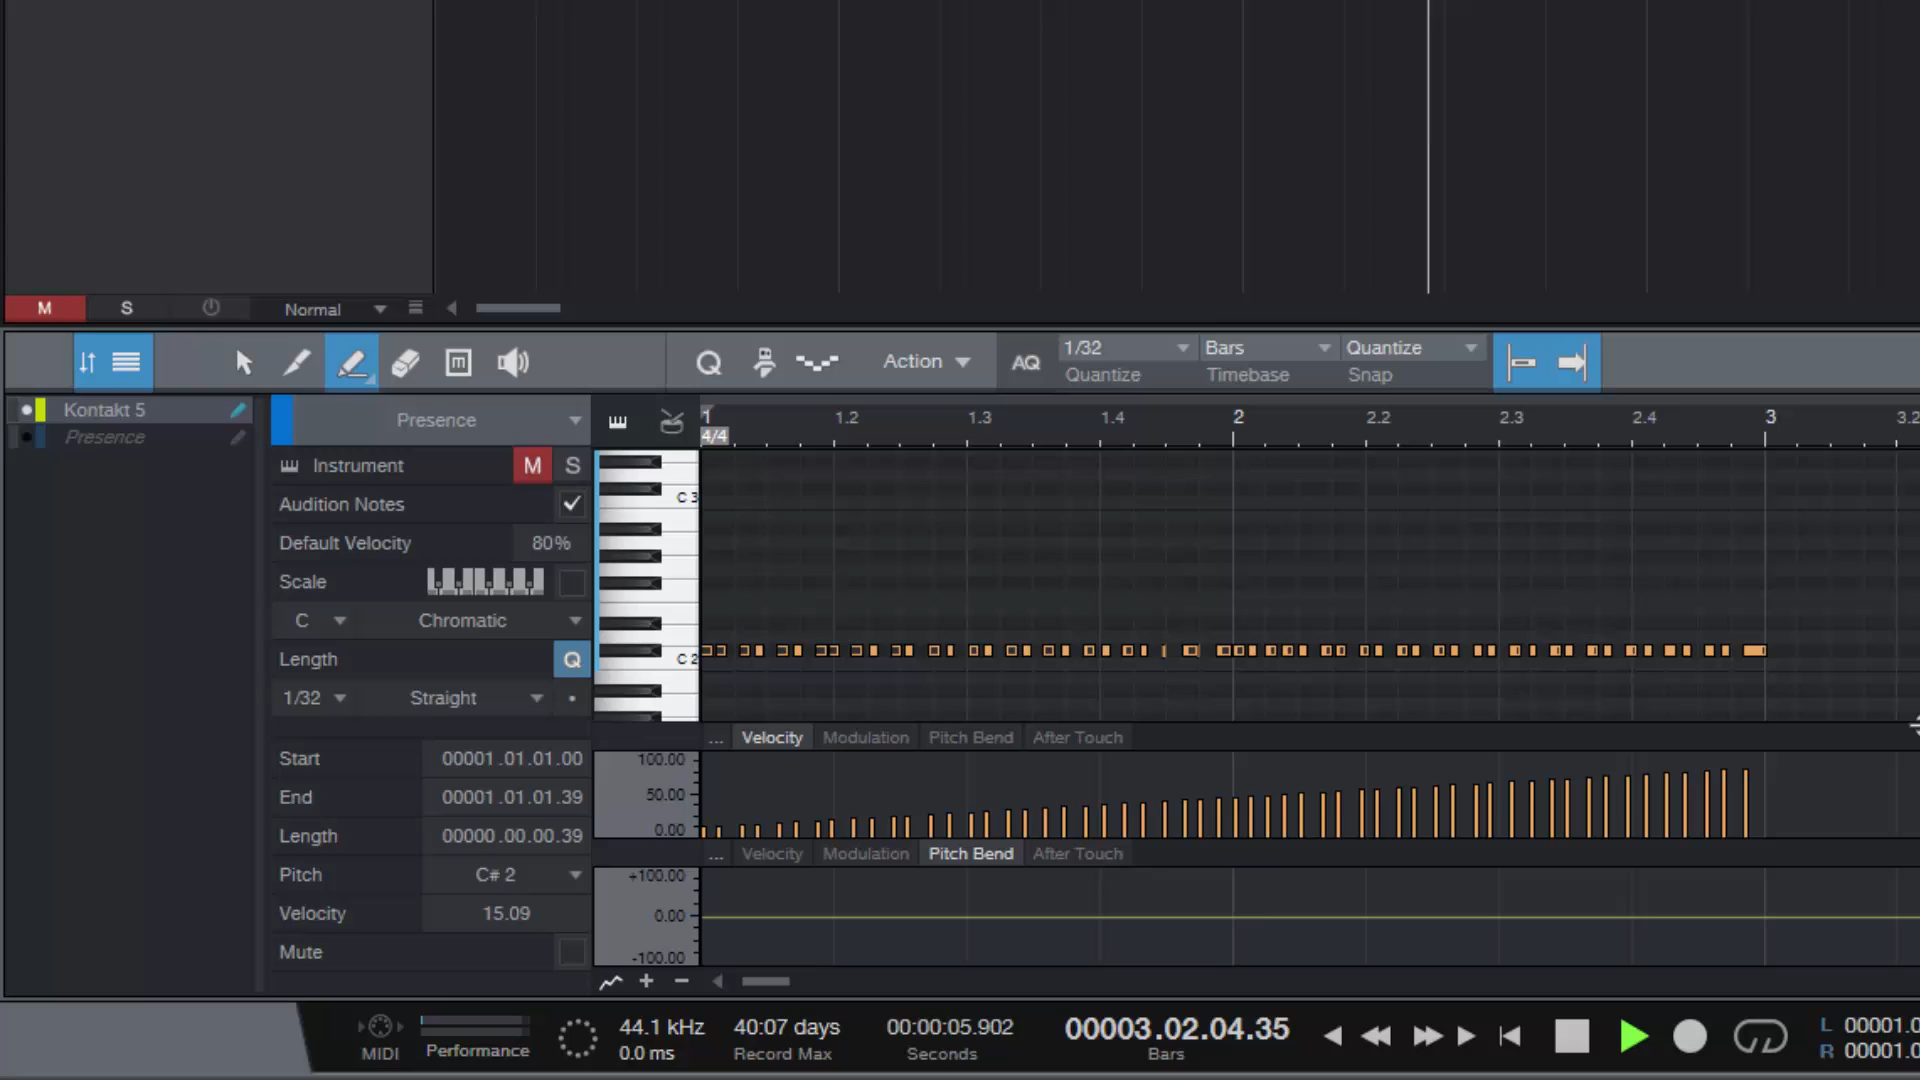 M S Normal
Q Action AQ 1/32 Bars Quantize
Quantize Timebase Snap
Kontakt 5
Presence
Presence
1 1.2 1.3 1.4 2 2.2 2.3 2.4 3 3.2
4/4
Instrument M S
Audition Notes
Default Velocity 80%
Scale
C Chromatic
Length Q
1/32 Straight
C 3
C 2
... Velocity Modulation Pitch Bend After Touch
Start 00001.01.01.00
End 00001.01.01.39
Length 00000.00.00.39
Pitch C# 2
Velocity 15.09
Mute
100.00
50.00
0.00
... Velocity Modulation Pitch Bend After Touch
+100.00
0.00
-100.00
MIDI Performance
44.1 kHz
0.0 ms
40:07 days
Record Max
00:00:05.902
Seconds
00003.02.04.35
Bars
L 00001.0
R 00001.0